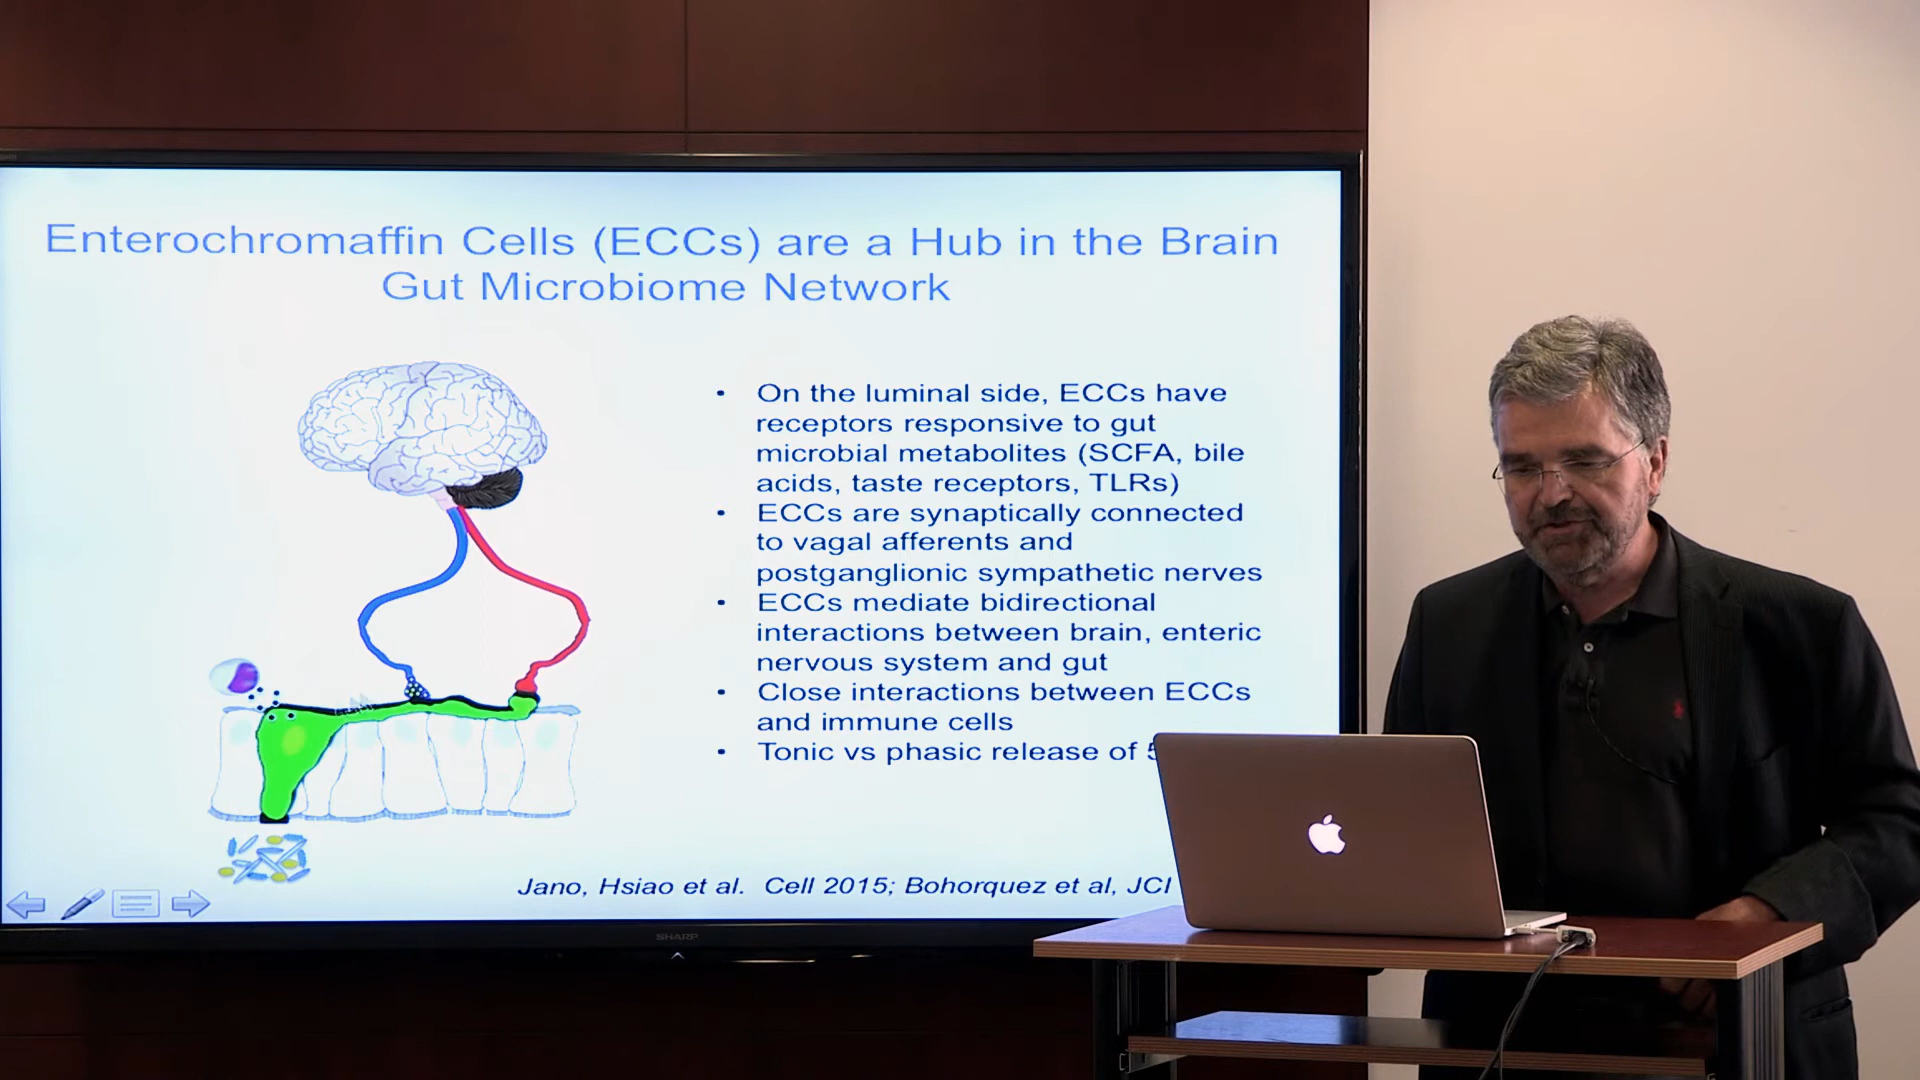 Enterochromaffin Cells (ECCs) are a Hub in the Brain
Gut Microbiome Network
• On the luminal side, ECCs have
receptors responsive to gut
microbial metabolites (SCFA, bile
acids, taste receptors, TLRs)
• ECCs are synaptically connected
to vagal afferents and
postganglionic sympathetic nerves
• ECCs mediate bidirectional
interactions between brain, enteric
nervous system and gut
• Close interactions between ECCs
and immune cells
• Tonic vs phasic release of
Jano, Hsiao et al. Cell 2015; Bohorquez et al, JCI
SHARP